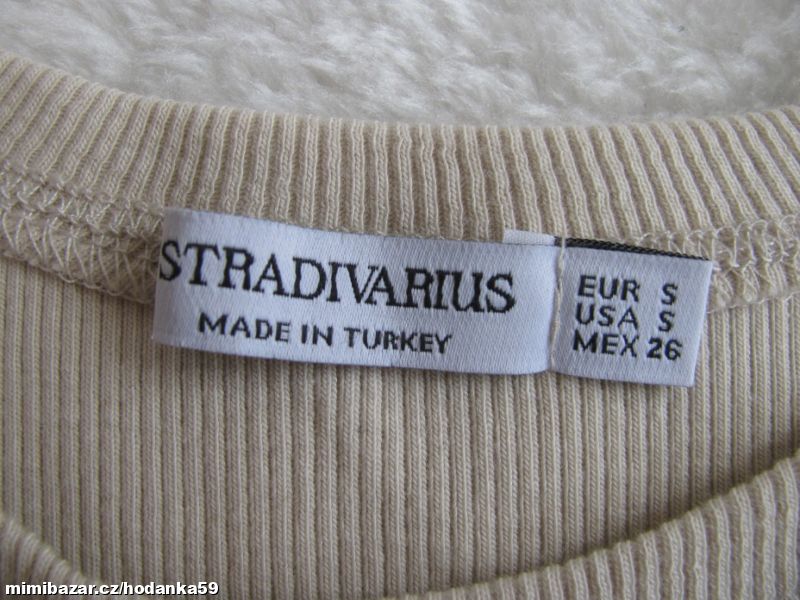 STRADIVARIUS
MADE IN TURKEY
EUR S
USA S
MEX 26
mimibazar.cz/hodanka59